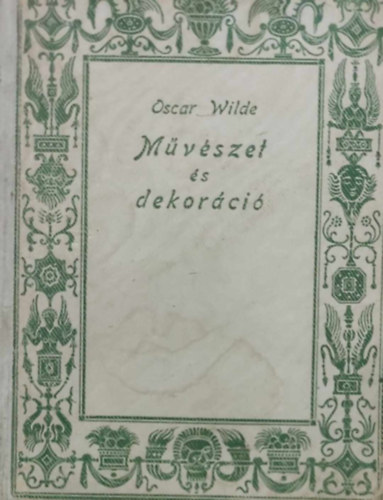 Oscar Wilde
Művészet
és
dekoráció